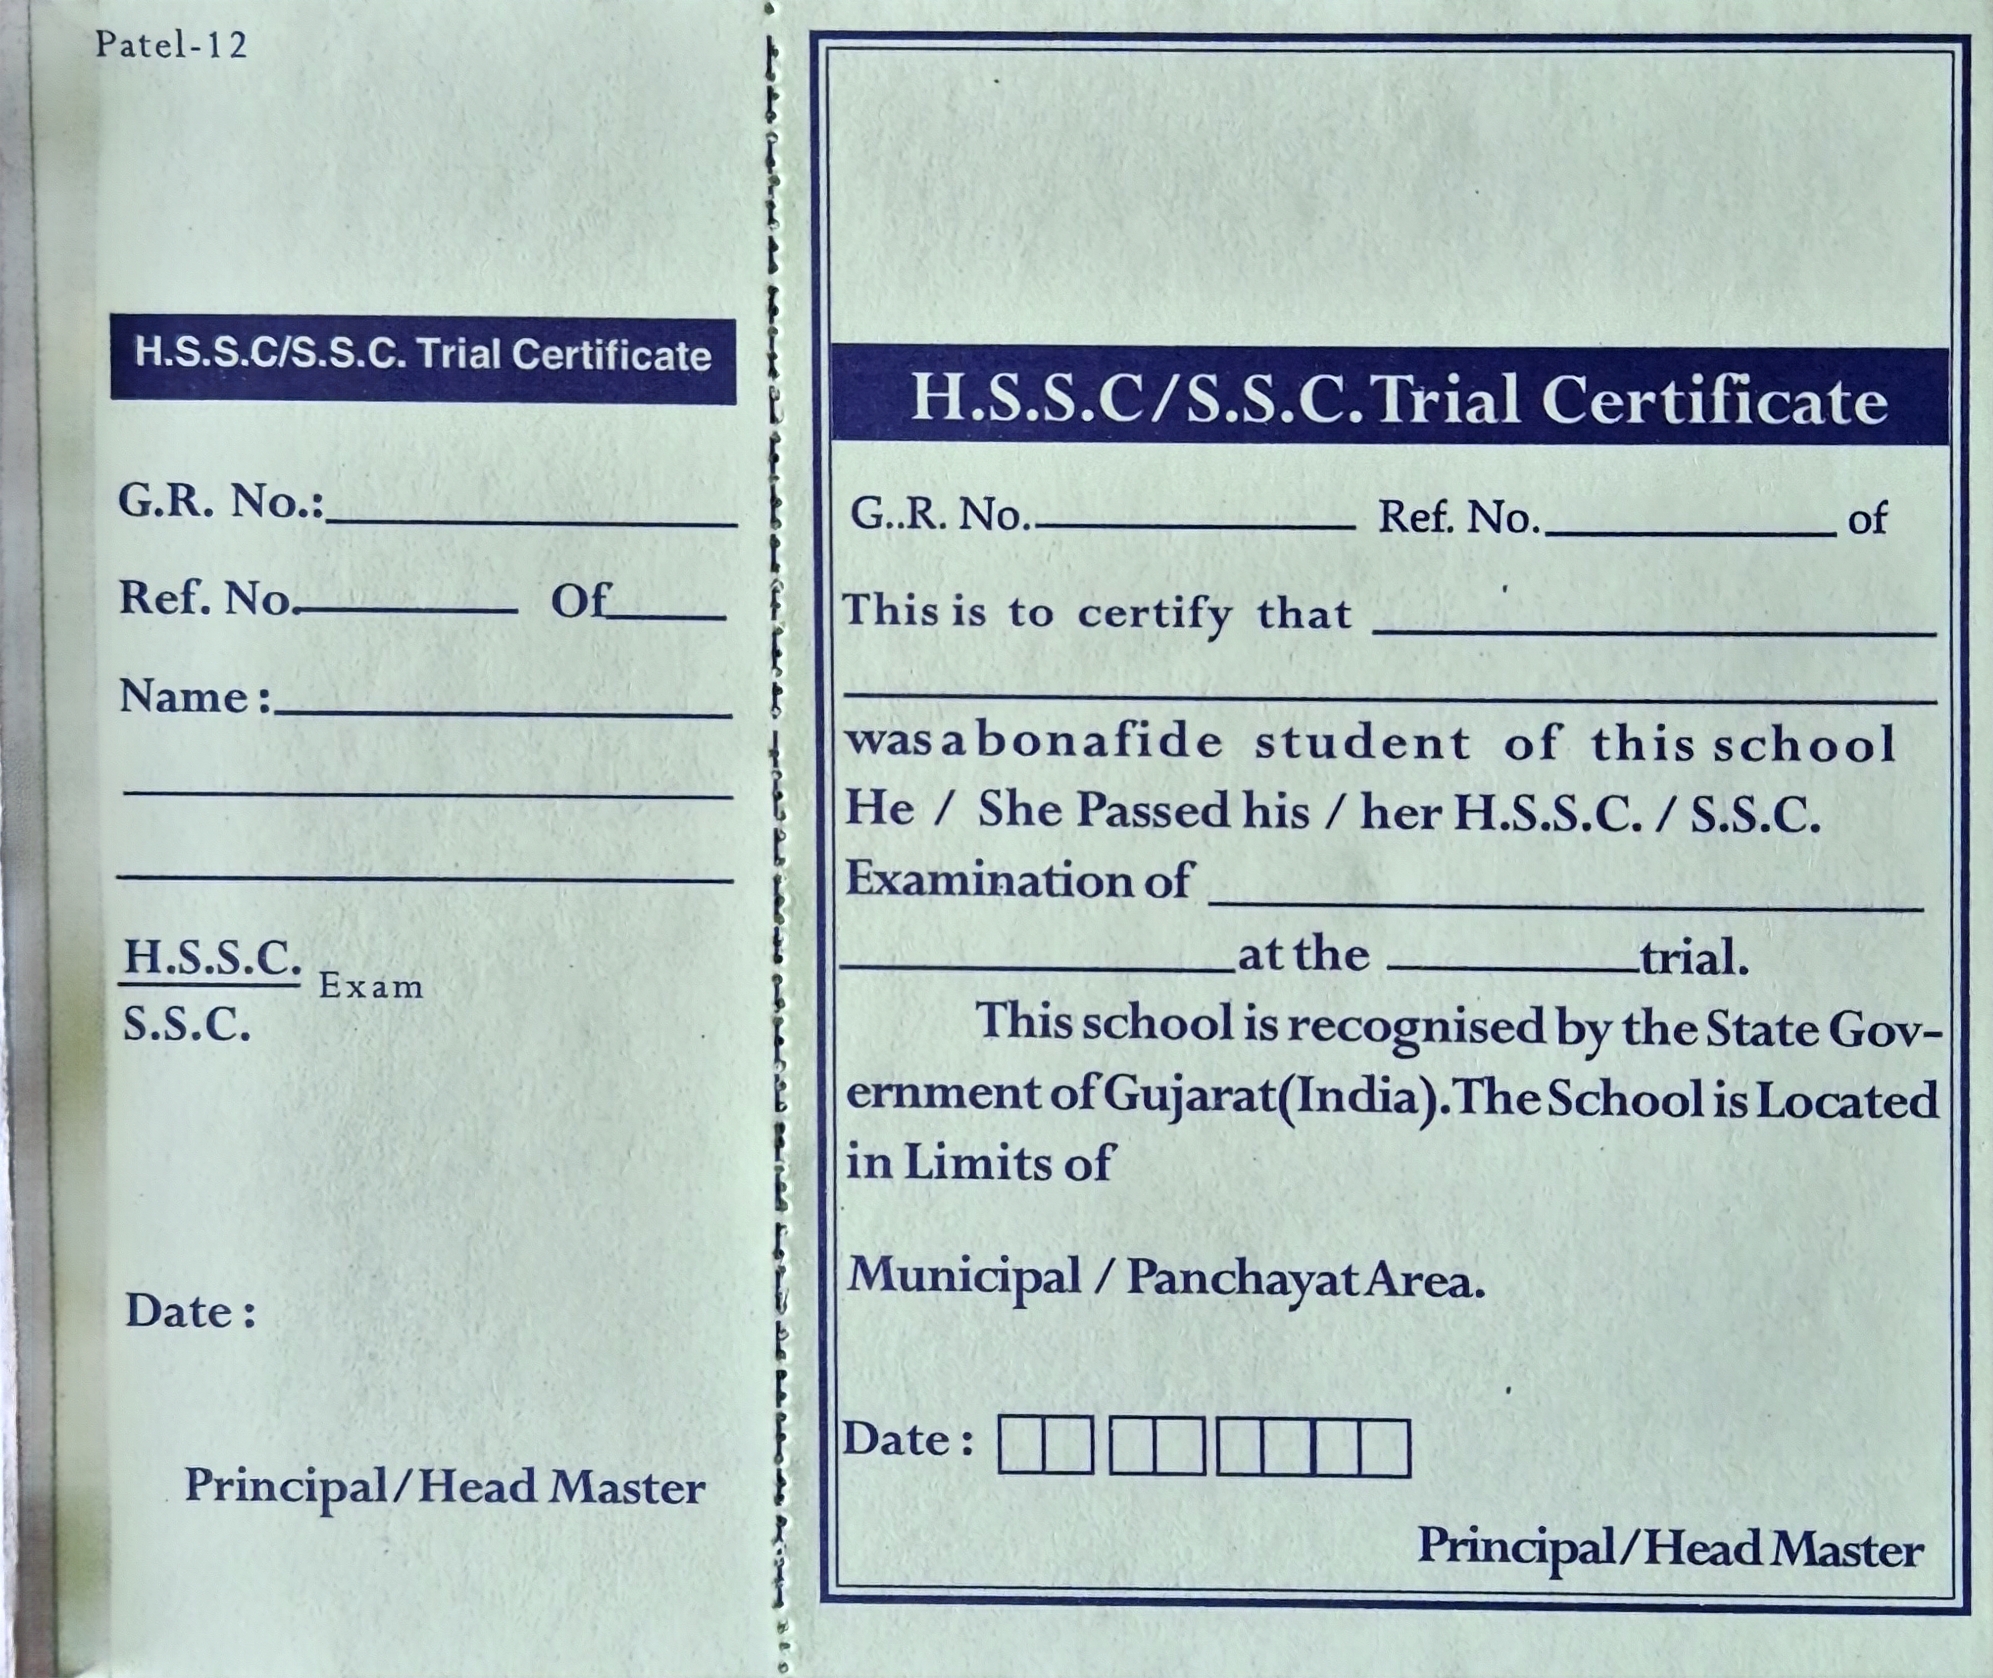 Patel-12
H.S.S.C/S.S.C. Trial Certificate
G.R. No.:
Ref. No. Of
Name :
H.S.S.C.
Exam
S.S.C.
Date :
Principal/Head Master
H.S.S.C/S.S.C. Trial Certificate
G..R. No. Ref. No. of
This is to certify that
was a bonafide student of this school
He / She Passed his / her H.S.S.C. / S.S.C.
Examination of
at the trial.
This school is recognised by the State Gov-
ernment of Gujarat(India). The School is Located
in Limits of
Municipal / Panchayat Area.
Date :
Principal/Head Master